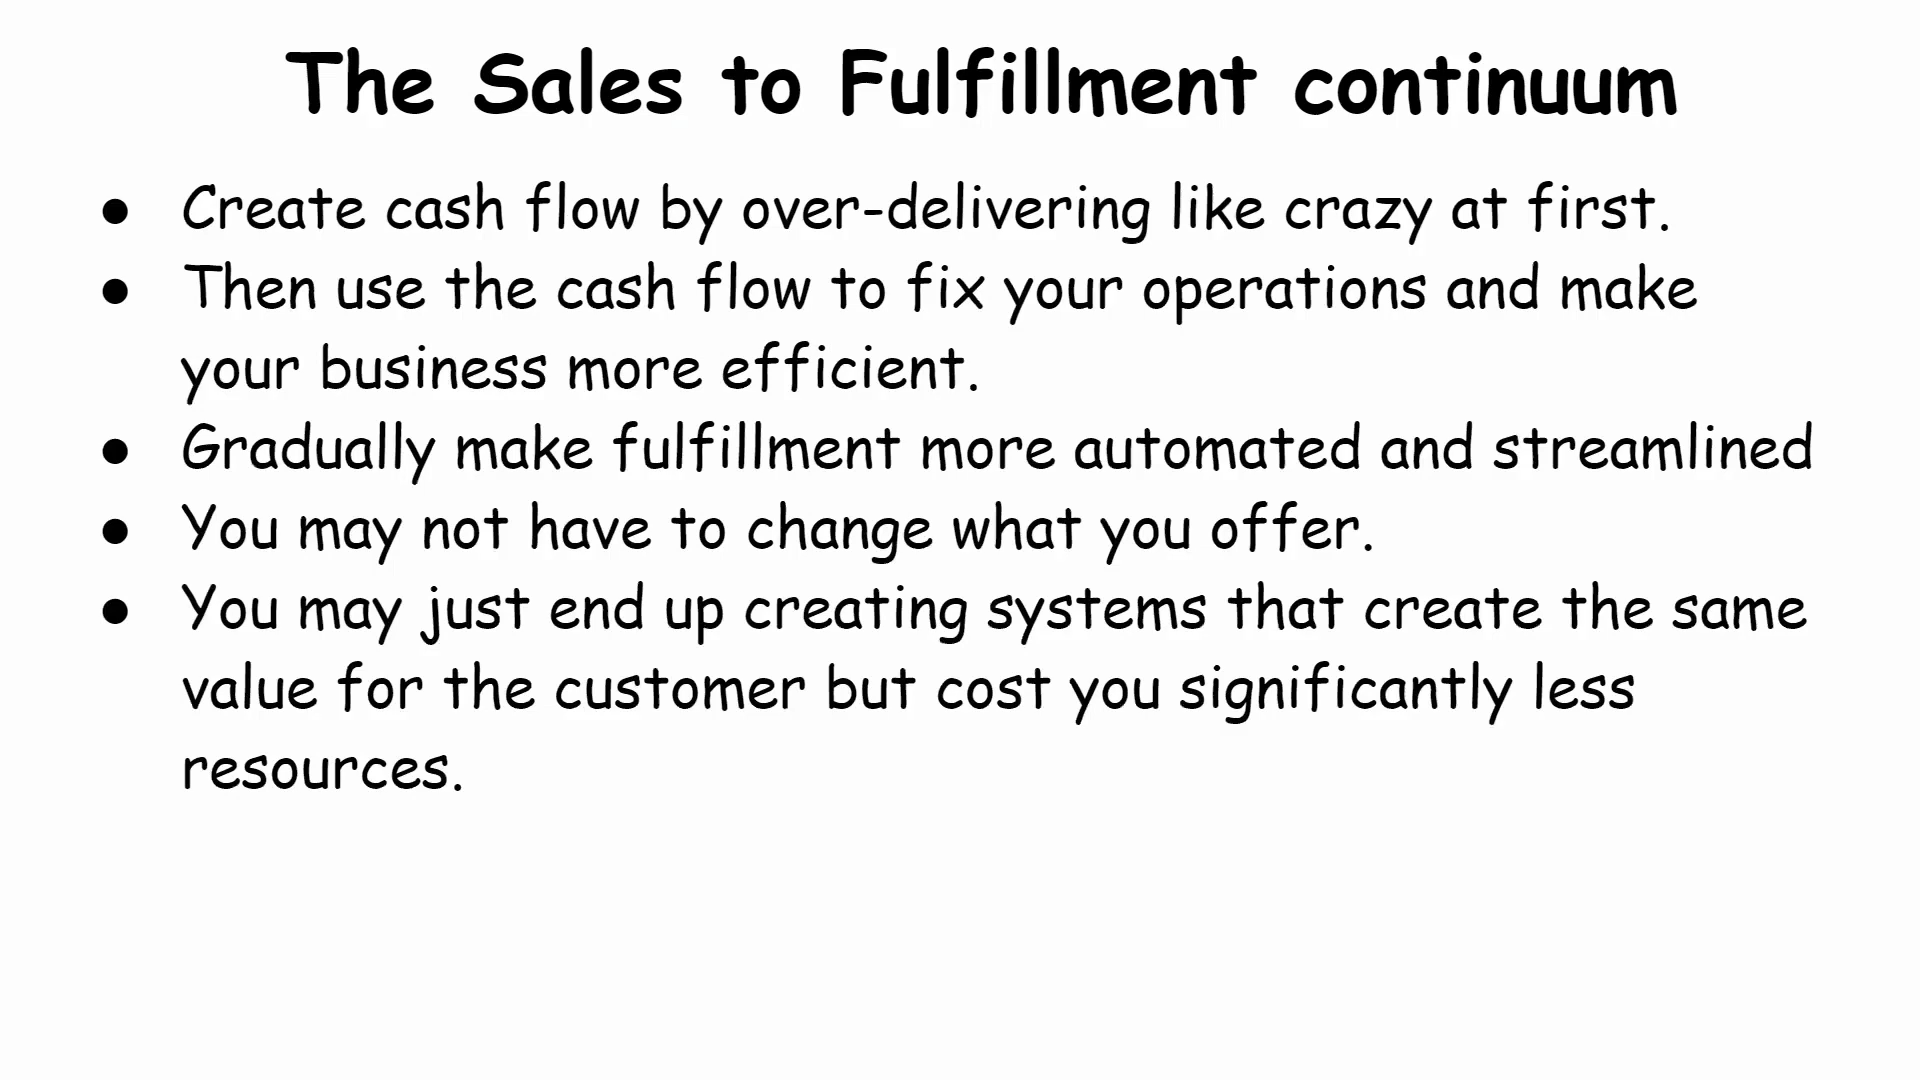 The Sales to Fulfillment continuum
● Create cash flow by over-delivering like crazy at first.
● Then use the cash flow to fix your operations and make
your business more efficient.
● Gradually make fulfillment more automated and streamlined
● You may not have to change what you offer.
● You may just end up creating systems that create the same
value for the customer but cost you significantly less
resources.